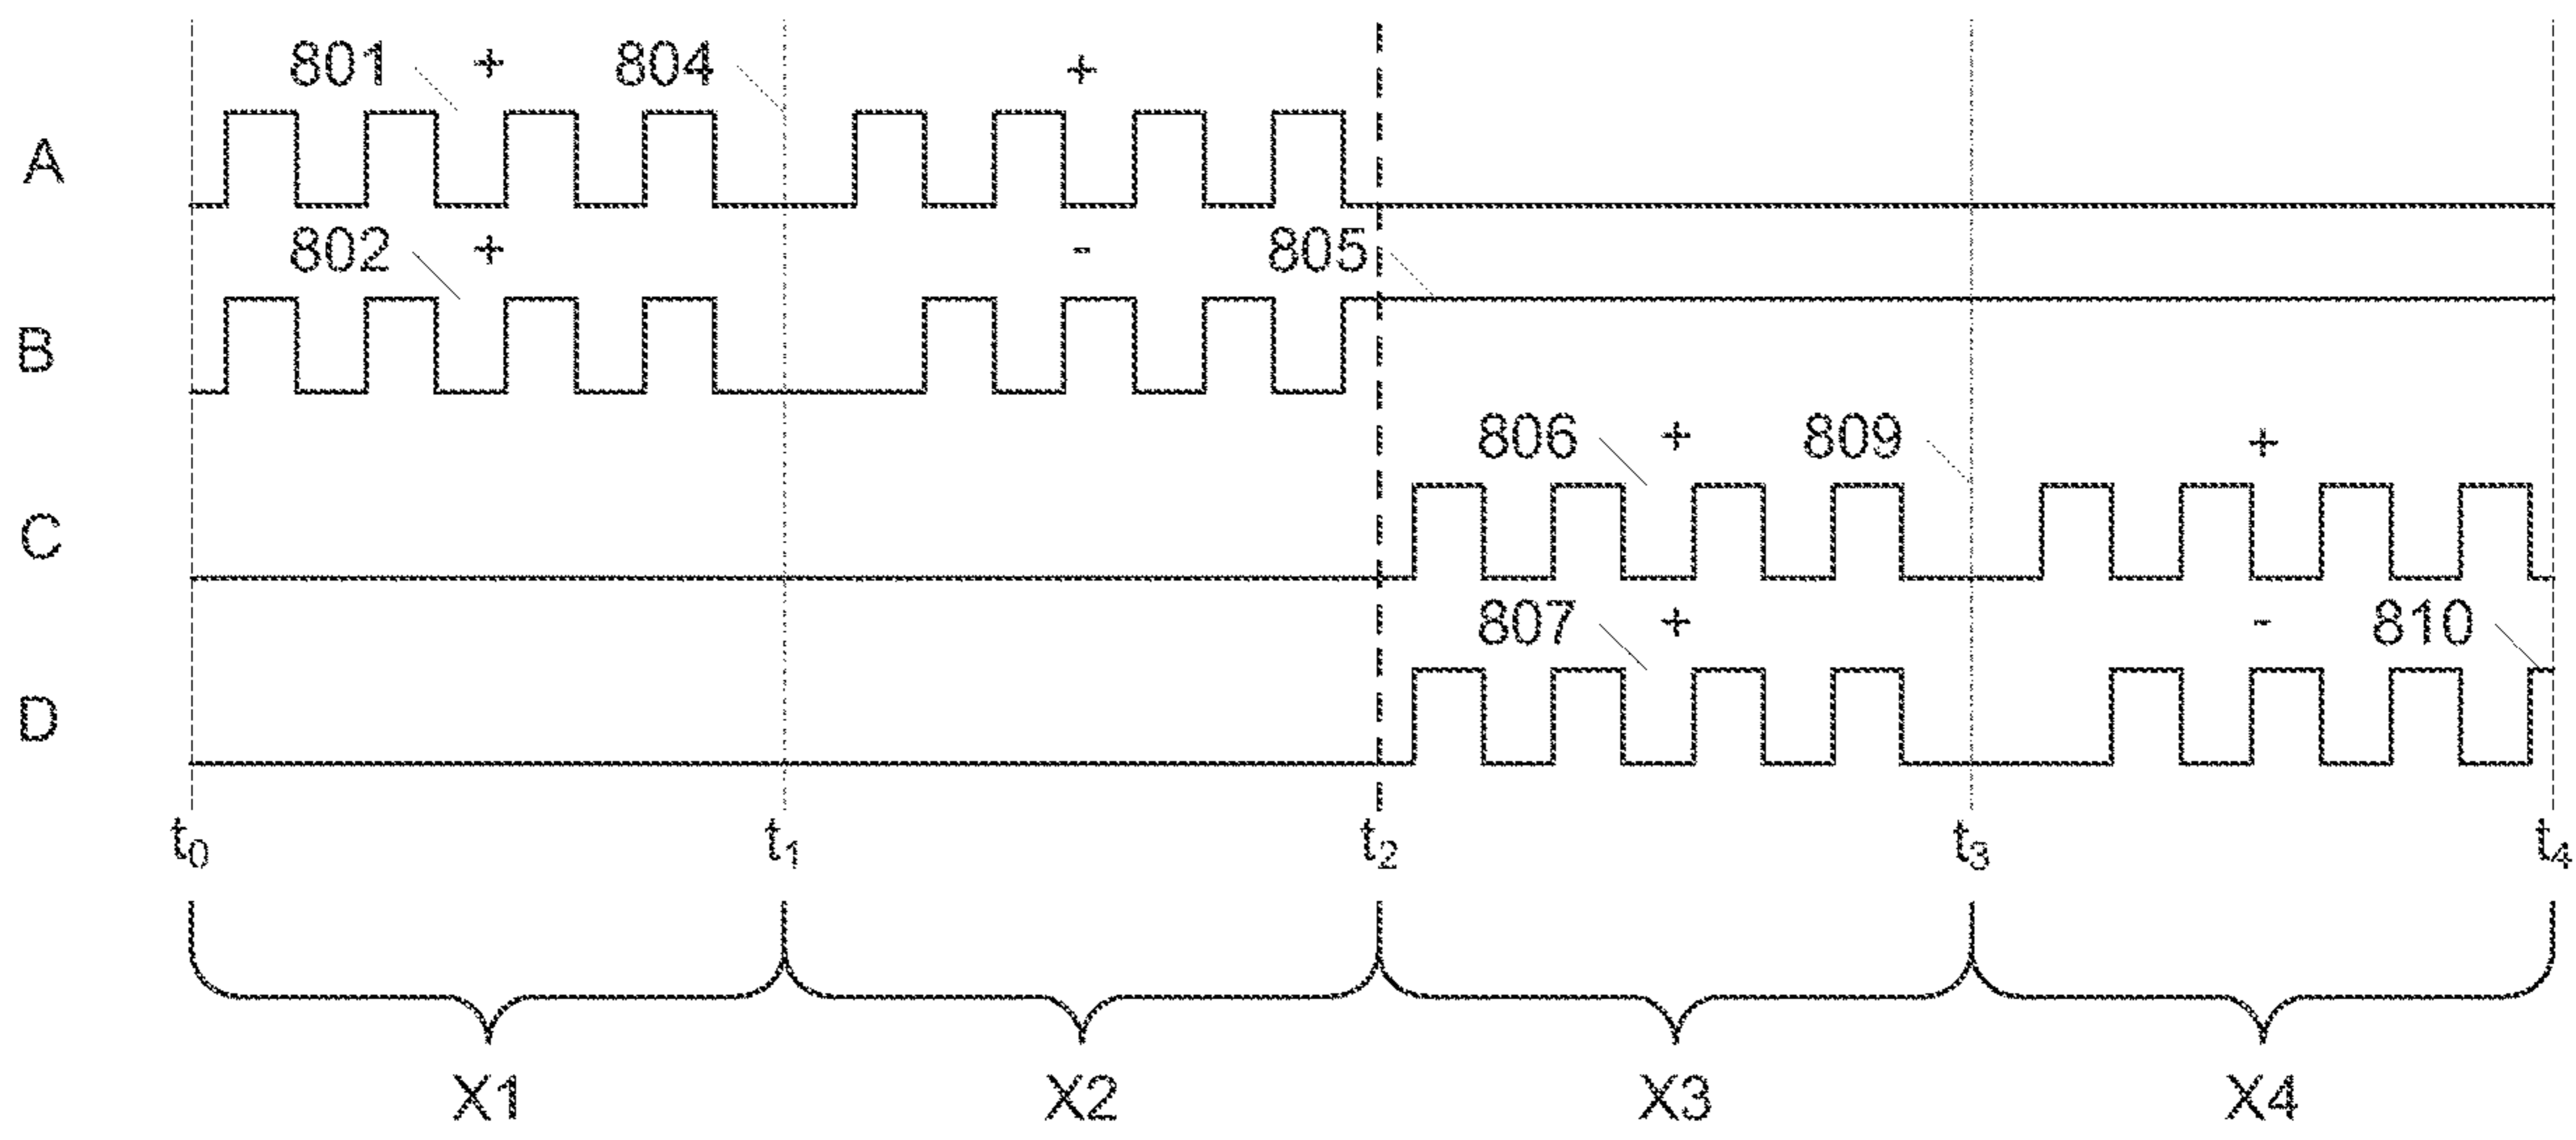 801 + 804 +
A
802 + - 805
B
806 + 809 +
C
807 + - 810
D
t0 t1 t2 t3 t4
X1 X2 X3 X4